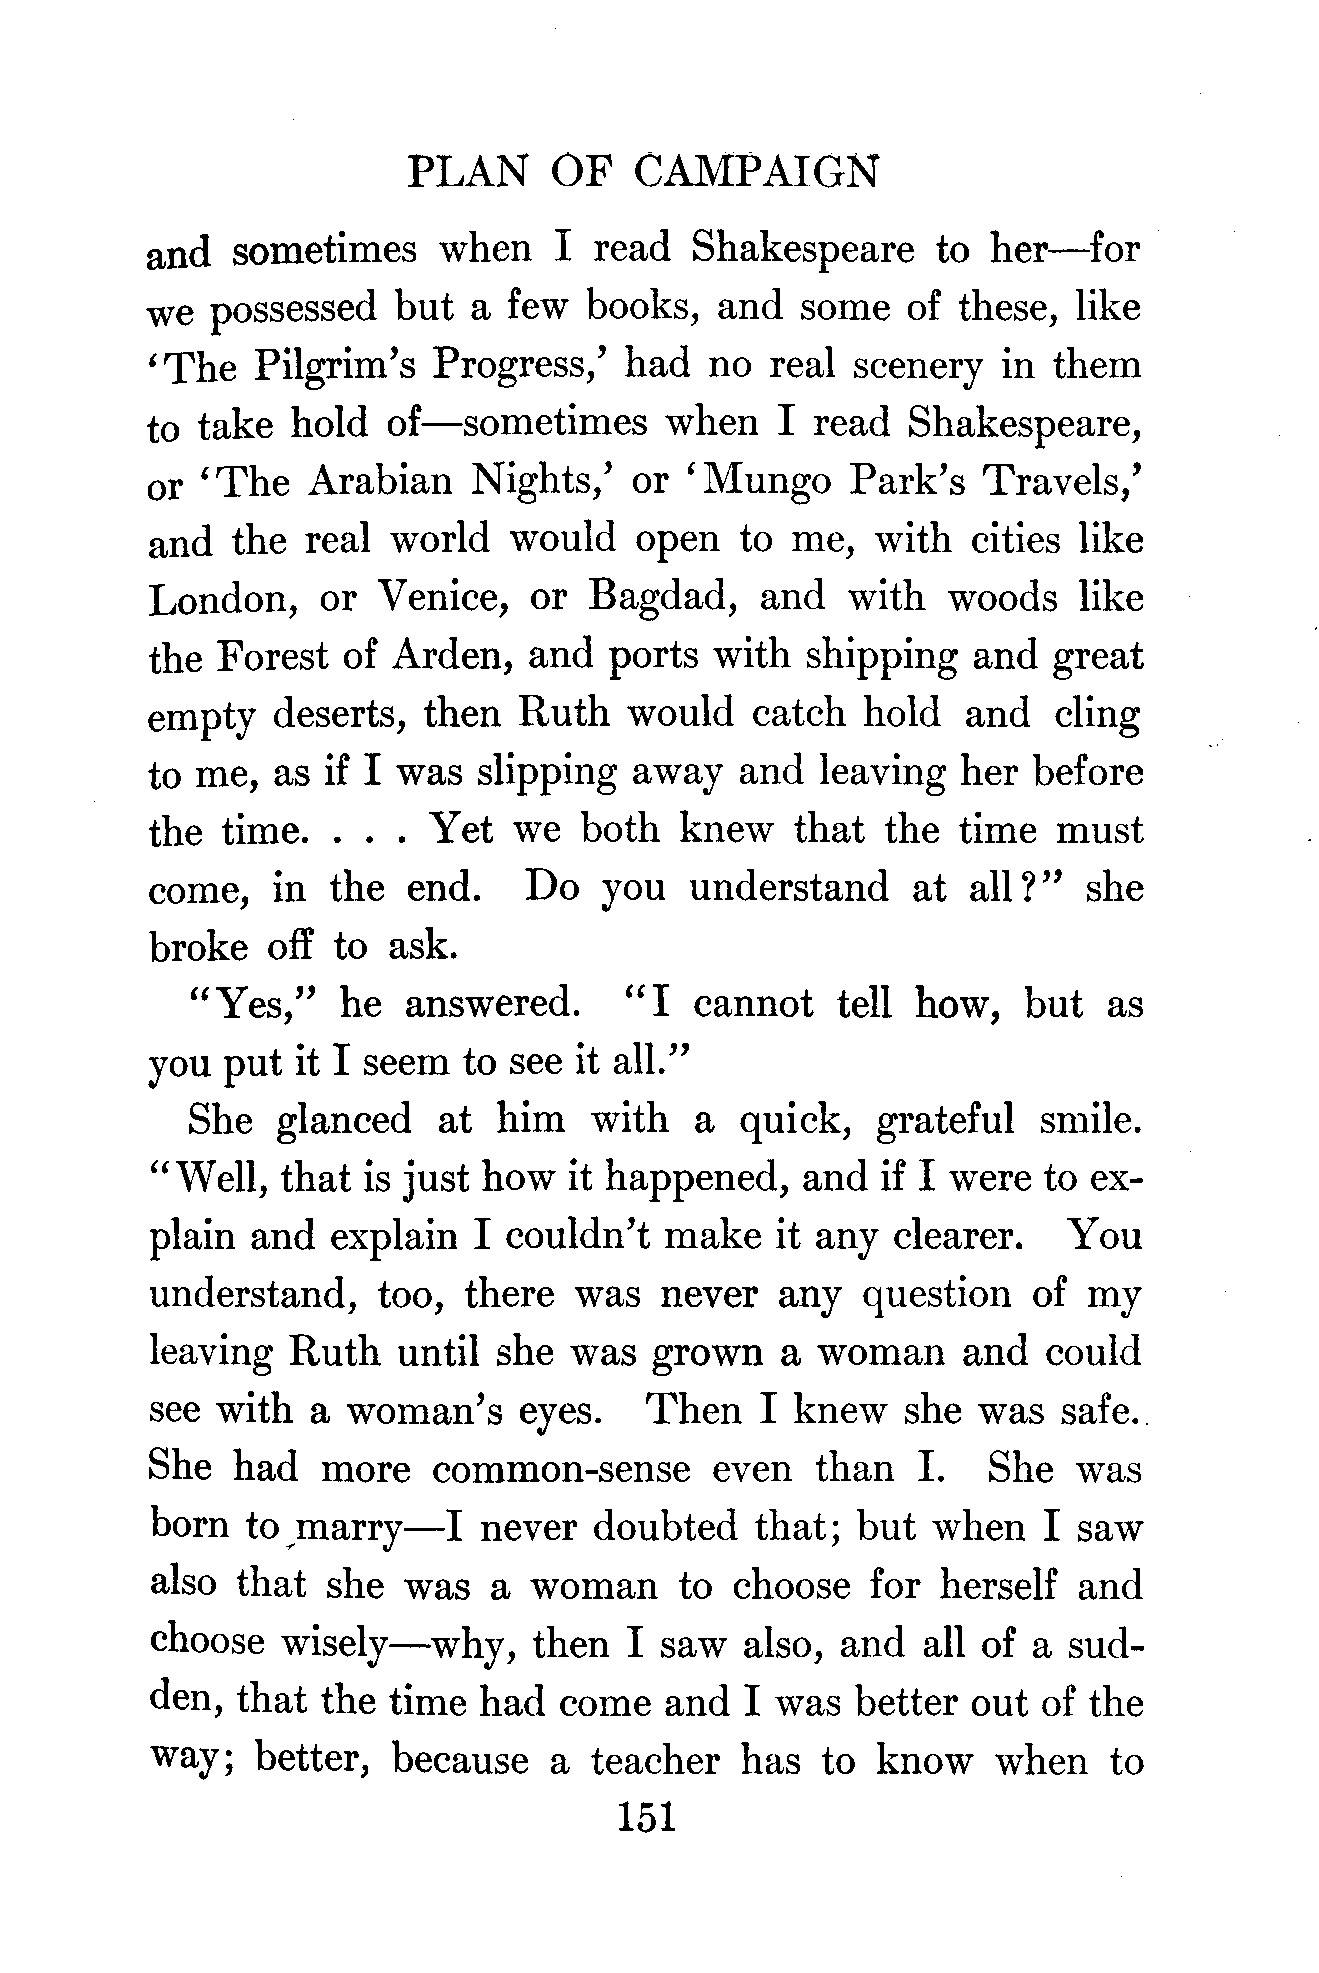 PLAN OF CAMPAIGN
and sometimes when I read Shakespeare to her—for
we possessed but a few books, and some of these, like
‘The Pilgrim’s Progress,’ had no real scenery in them
to take hold of—sometimes when I read Shakespeare,
or ‘The Arabian Nights,’ or ‘Mungo Park’s Travels,’
and the real world would open to me, with cities like
London, or Venice, or Bagdad, and with woods like
the Forest of Arden, and ports with shipping and great
empty deserts, then Ruth would catch hold and cling
to me, as if I was slipping away and leaving her before
the time. . . . Yet we both knew that the time must
come, in the end. Do you understand at all?” she
broke off to ask.
“Yes,” he answered. “I cannot tell how, but as
you put it I seem to see it all.”
She glanced at him with a quick, grateful smile.
“Well, that is just how it happened, and if I were to ex-
plain and explain I couldn’t make it any clearer. You
understand, too, there was never any question of my
leaving Ruth until she was grown a woman and could
see with a woman’s eyes. Then I knew she was safe.
She had more common-sense even than I. She was
born to marry—I never doubted that; but when I saw
also that she was a woman to choose for herself and
choose wisely—why, then I saw also, and all of a sud-
den, that the time had come and I was better out of the
way; better, because a teacher has to know when to
151